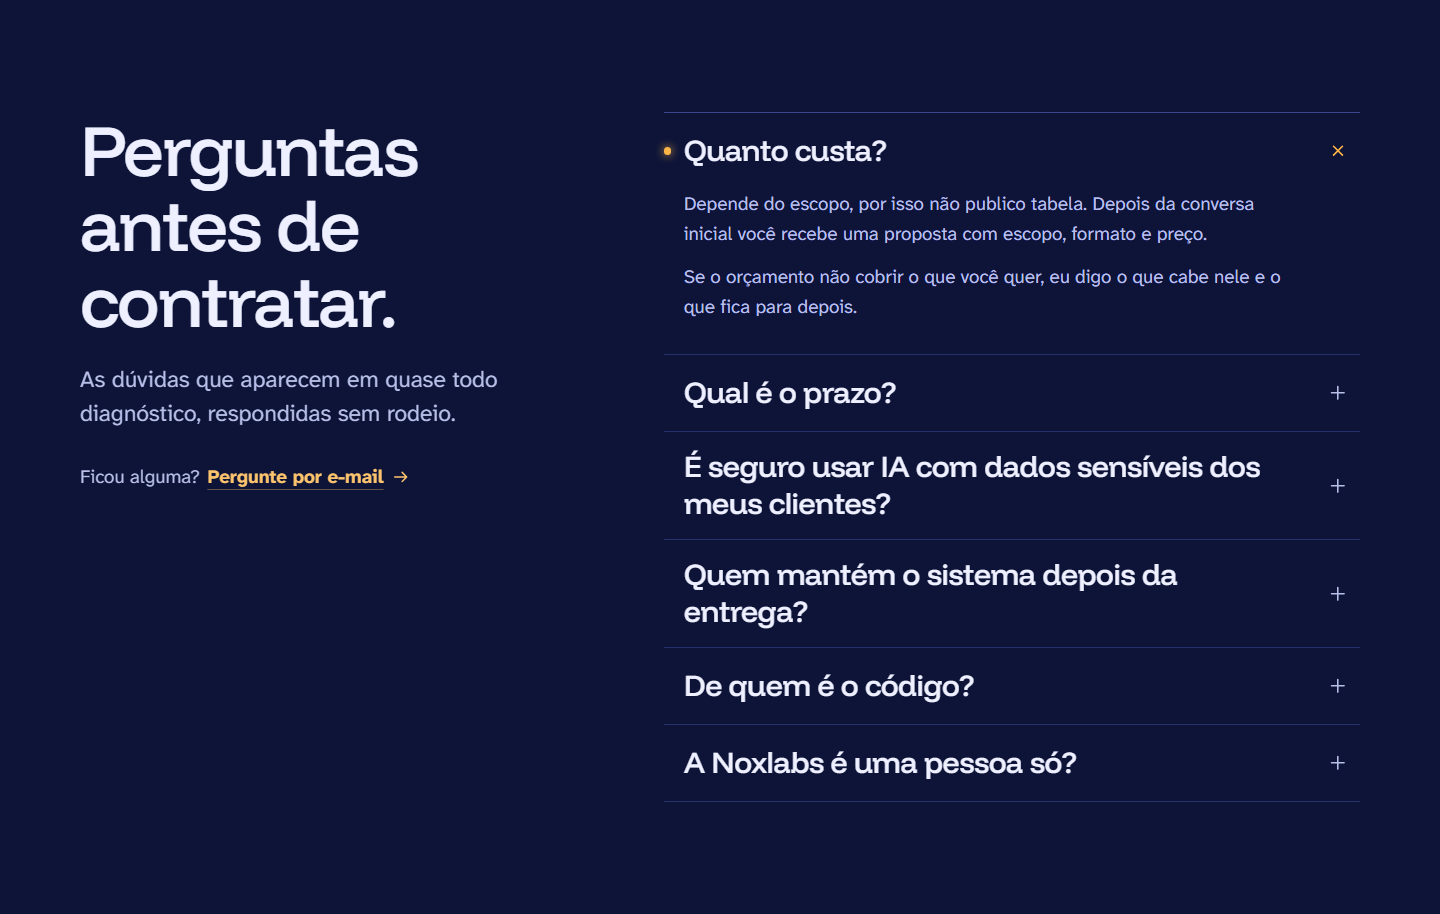 Perguntas
antes de
contratar.
As dúvidas que aparecem em quase todo
diagnóstico, respondidas sem rodeio.
Ficou alguma? Pergunte por e-mail →
Quanto custa?
Depende do escopo, por isso não publico tabela. Depois da conversa
inicial você recebe uma proposta com escopo, formato e preço.
Se o orçamento não cobrir o que você quer, eu digo o que cabe nele e o
que fica para depois.
Qual é o prazo?
É seguro usar IA com dados sensíveis dos
meus clientes?
Quem mantém o sistema depois da
entrega?
De quem é o código?
A Noxlabs é uma pessoa só?